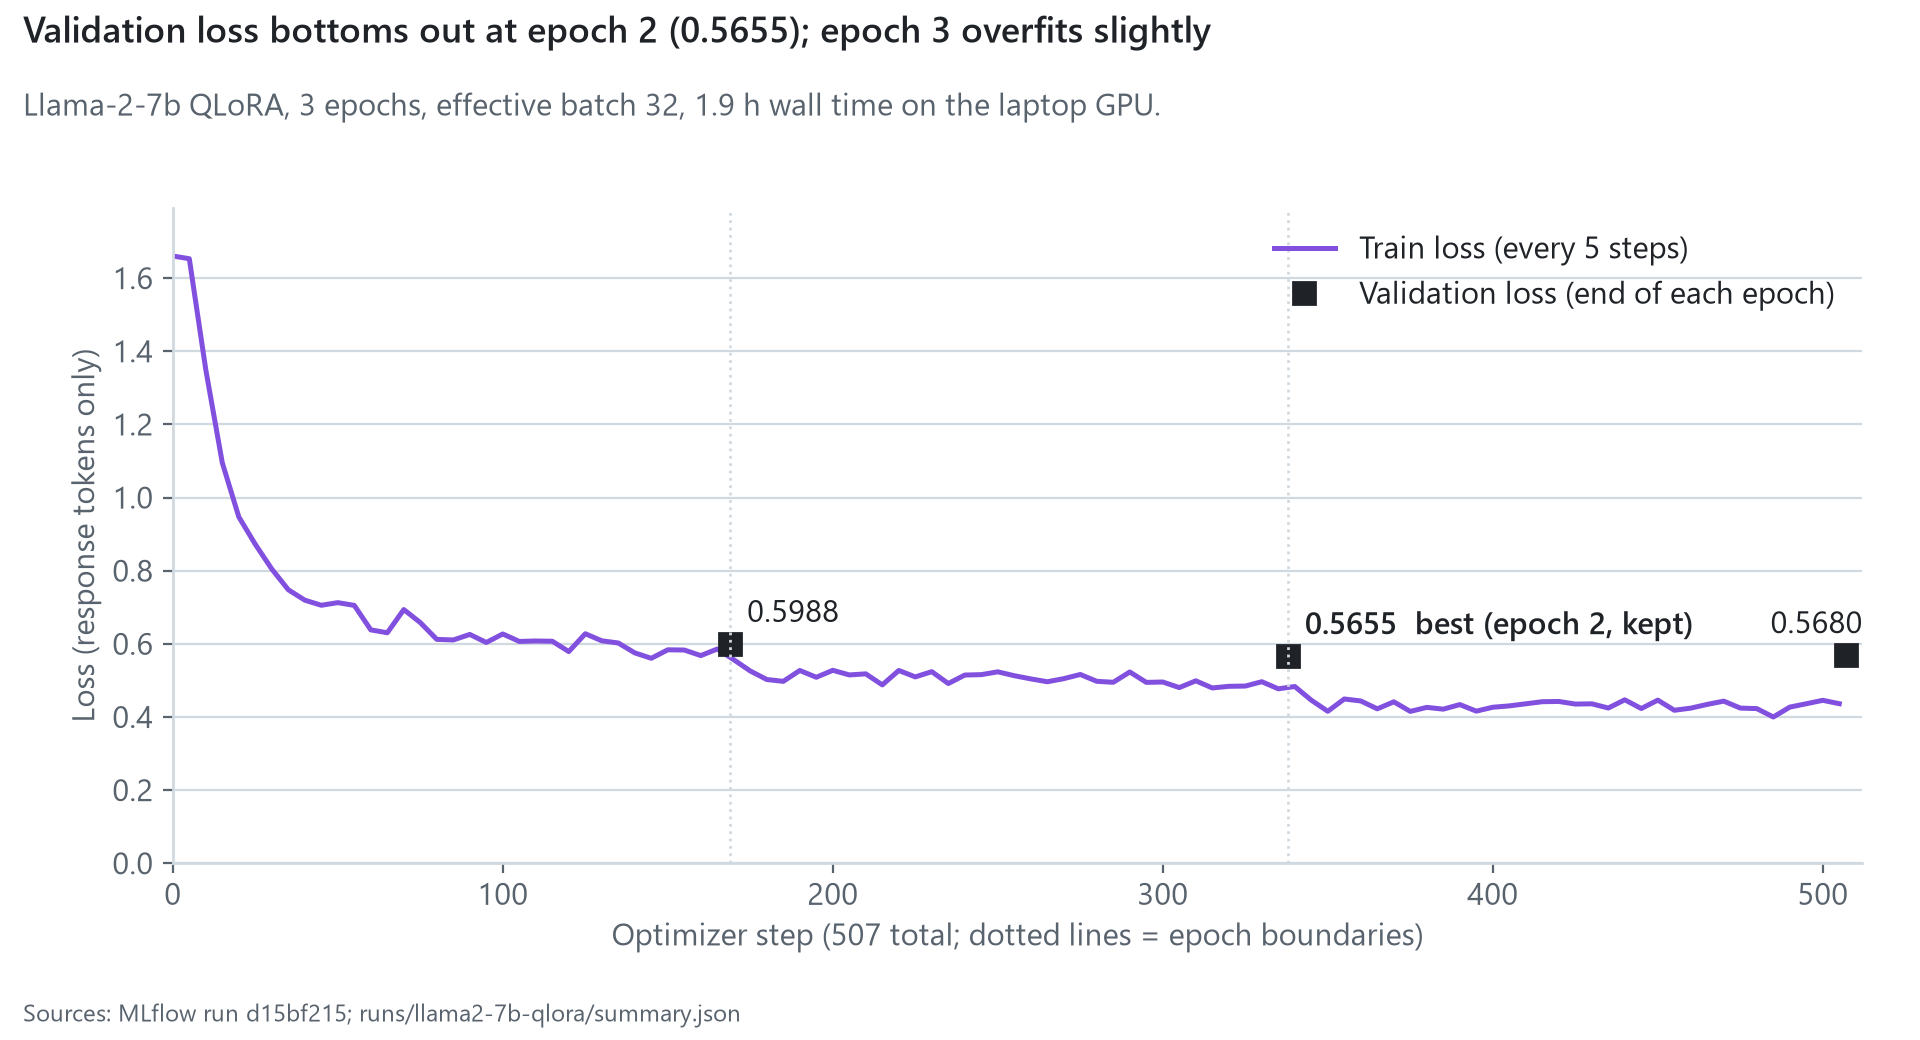 Validation loss bottoms out at epoch 2 (0.5655); epoch 3 overfits slightly
Llama-2-7b QLoRA, 3 epochs, effective batch 32, 1.9 h wall time on the laptop GPU.
Train loss (every 5 steps)
Validation loss (end of each epoch)
Loss (response tokens only)
1.6
1.4
1.2
1.0
0.8
0.6
0.4
0.2
0.0
0.5988
0.5655 best (epoch 2, kept)
0.5680
0 100 200 300 400 500
Optimizer step (507 total; dotted lines = epoch boundaries)
Sources: MLflow run d15bf215; runs/llama2-7b-qlora/summary.json